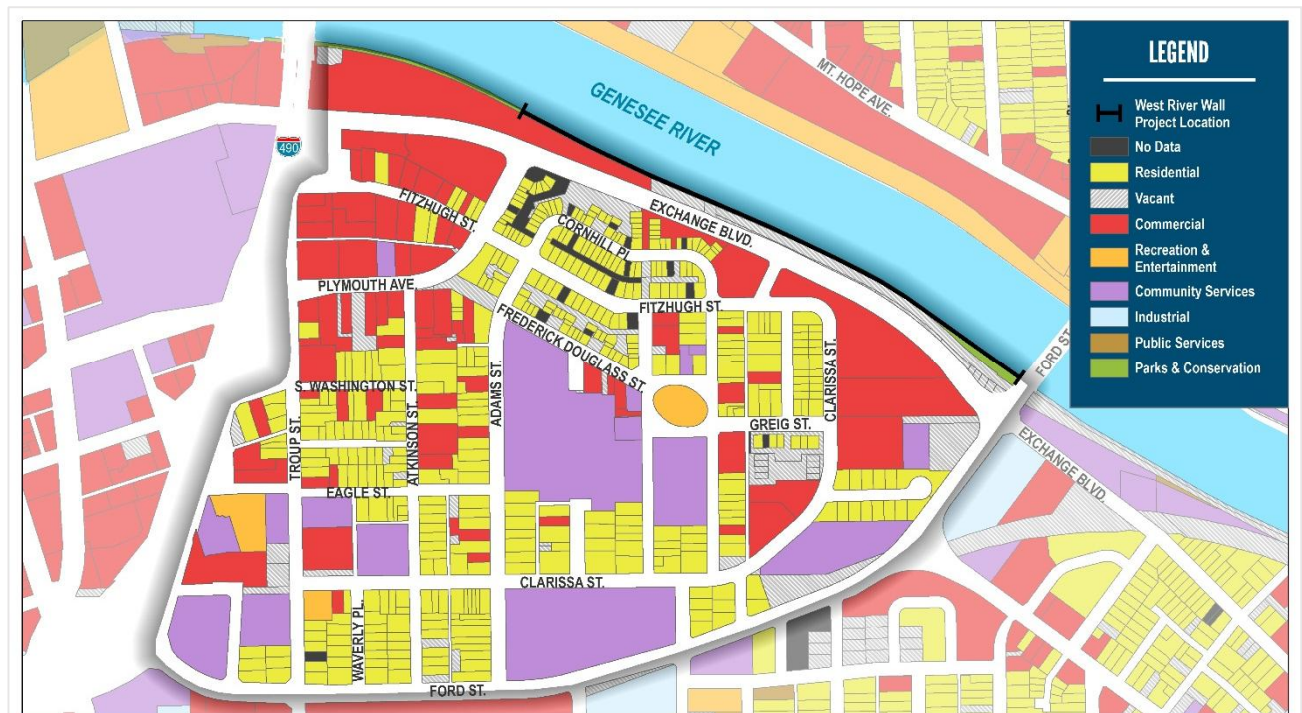 LEGEND
West River Wall
Project Location
No Data
Residential
Vacant
Commercial
Recreation &
Entertainment
Community Services
Industrial
Public Services
Parks & Conservation
MT. HOPE AVE.
GENESEE RIVER
490
FITZHUGH ST.
EXCHANGE BLVD.
CORNHILL PL.
PLYMOUTH AVE.
FITZHUGH ST.
FREDERICK DOUGLASS ST.
FORD ST.
S. WASHINGTON ST.
ADAMS ST.
CLARISSA ST.
TROUP ST.
ATKINSON ST.
GREIG ST.
EXCHANGE BLVD.
EAGLE ST.
CLARISSA ST.
WAVERLY PL.
FORD ST.